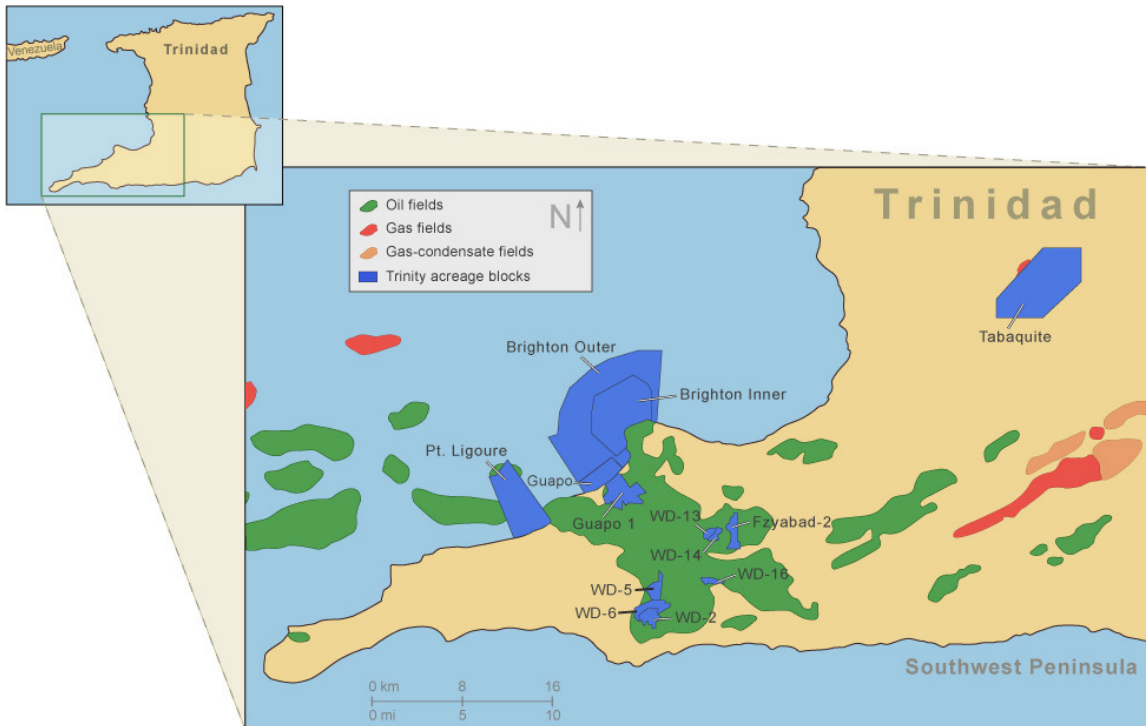 Venezuela
Trinidad
Trinidad
Oil fields
Gas fields
Gas-condensate fields
Trinity acreage blocks
N
Tabaquite
Brighton Outer
Brighton Inner
Pt. Ligoure
Guapo
Guapo 1
WD-13
Fzyabad-2
WD-14
WD-16
WD-5
WD-6
WD-2
Southwest Peninsula
0 km 8 16
0 mi 5 10